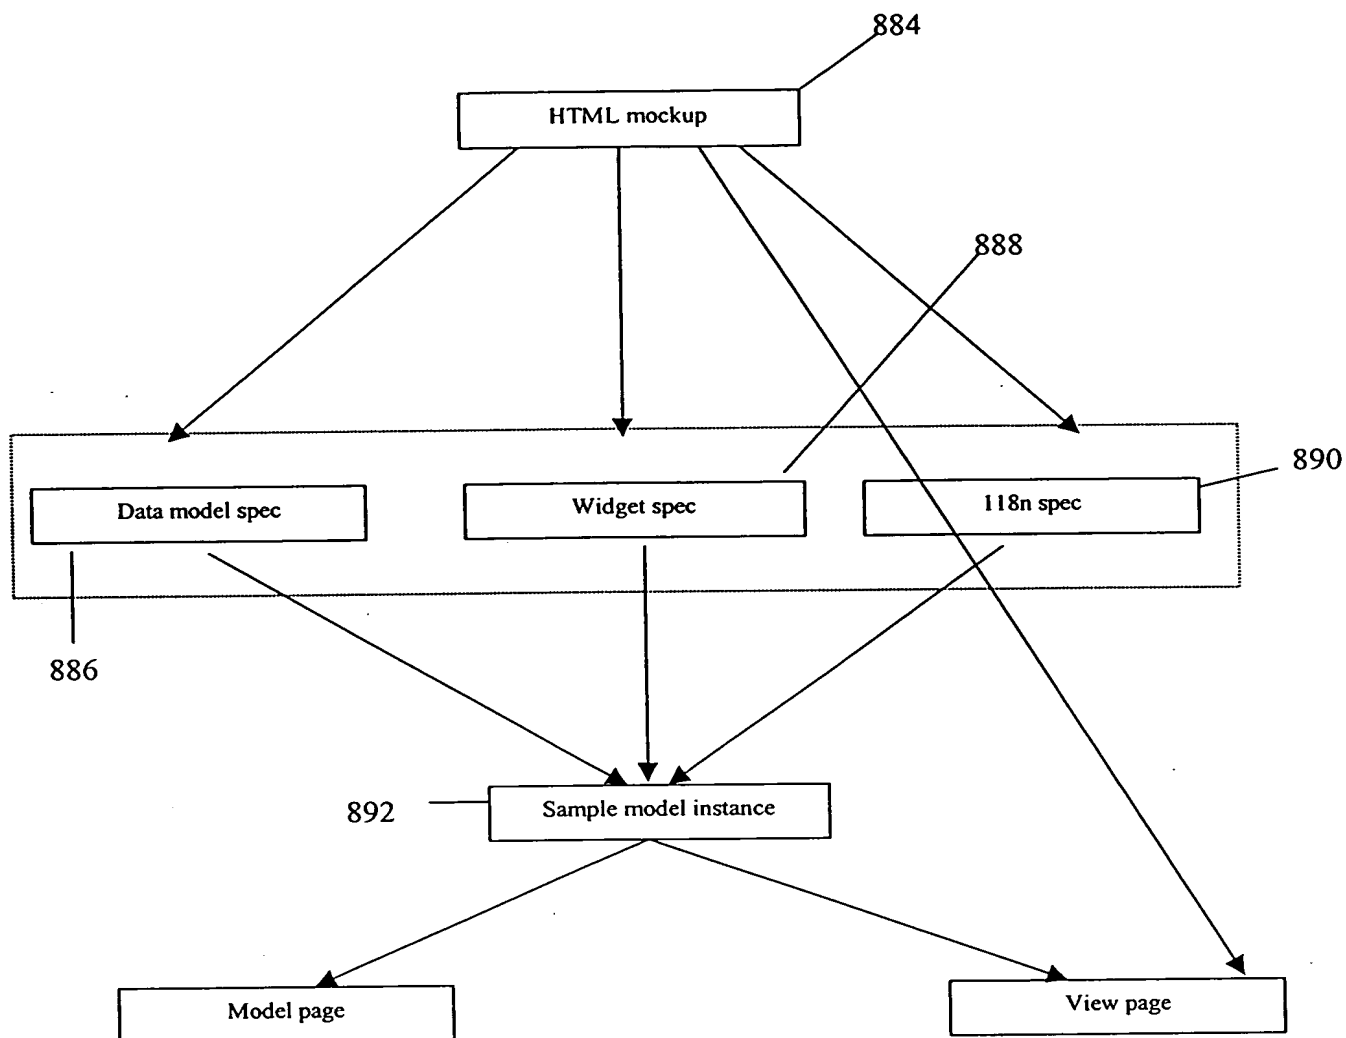 884
HTML mockup
888
890
Data model spec
Widget spec
118n spec
886
892
Sample model instance
Model page
View page